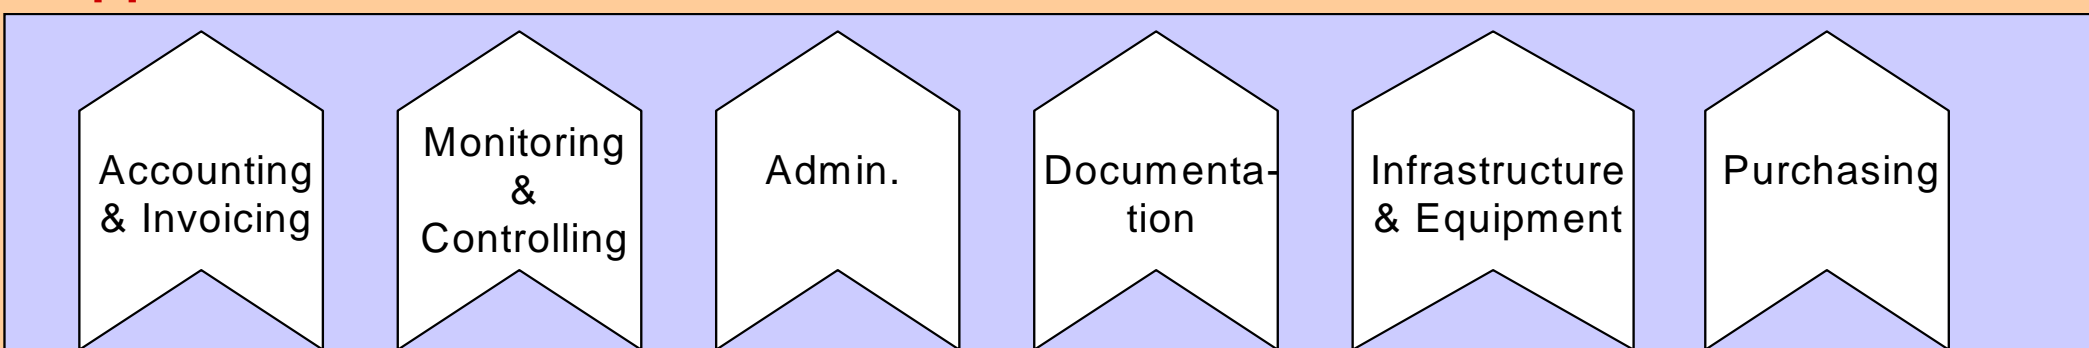 Accounting
& Invoicing
Monitoring
&
Controlling
Admin.
Documenta-
tion
Infrastructure
& Equipment
Purchasing